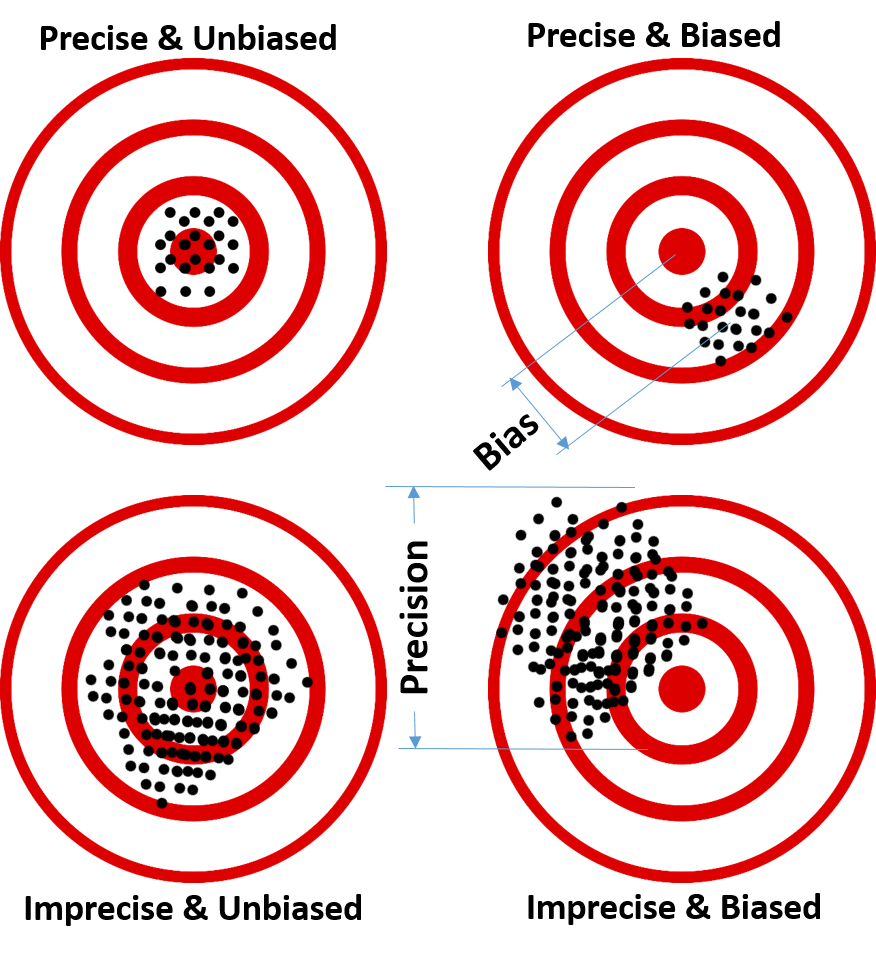 Precise & Unbiased
Precise & Biased
Bias
Precision
Imprecise & Unbiased
Imprecise & Biased